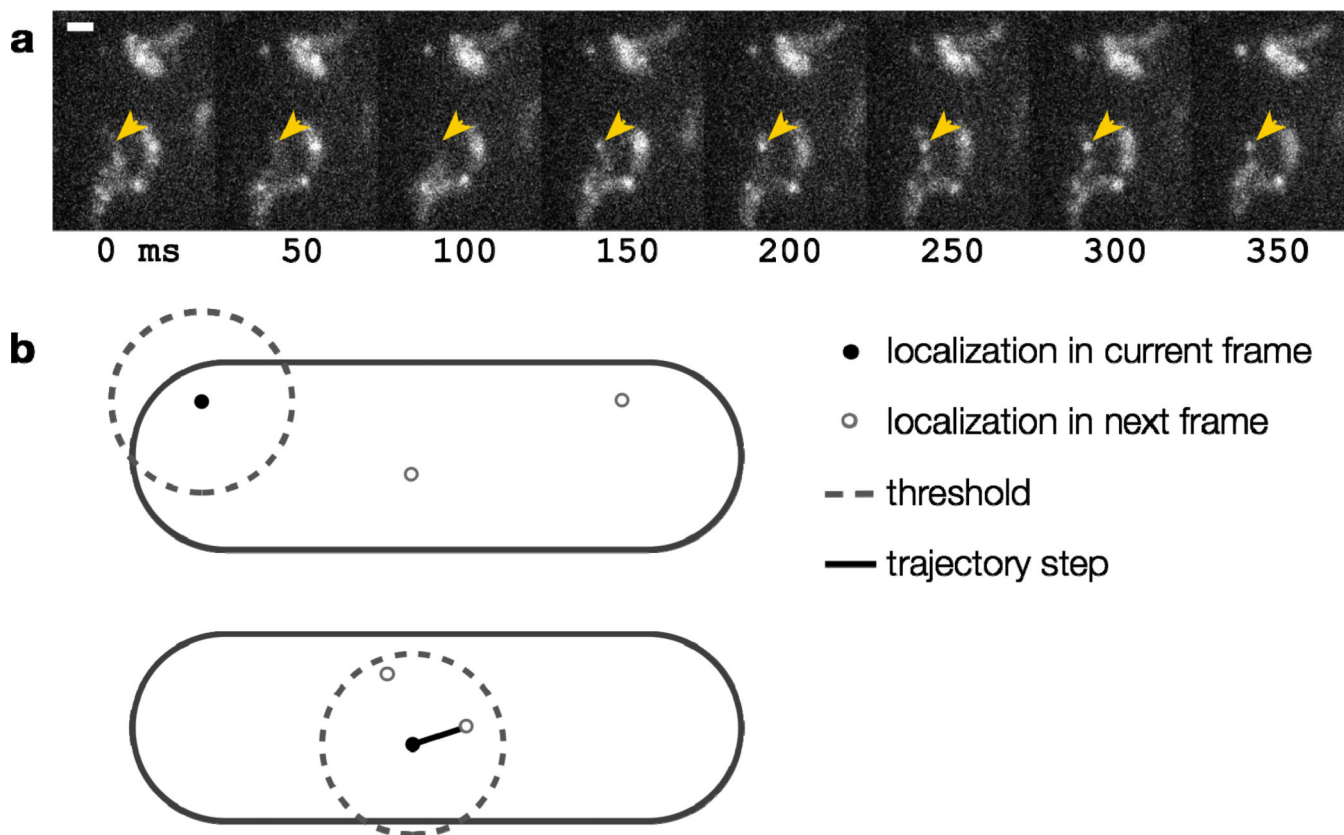 a
0 ms 50 100 150 200 250 300 350
b
localization in current frame
localization in next frame
threshold
trajectory step